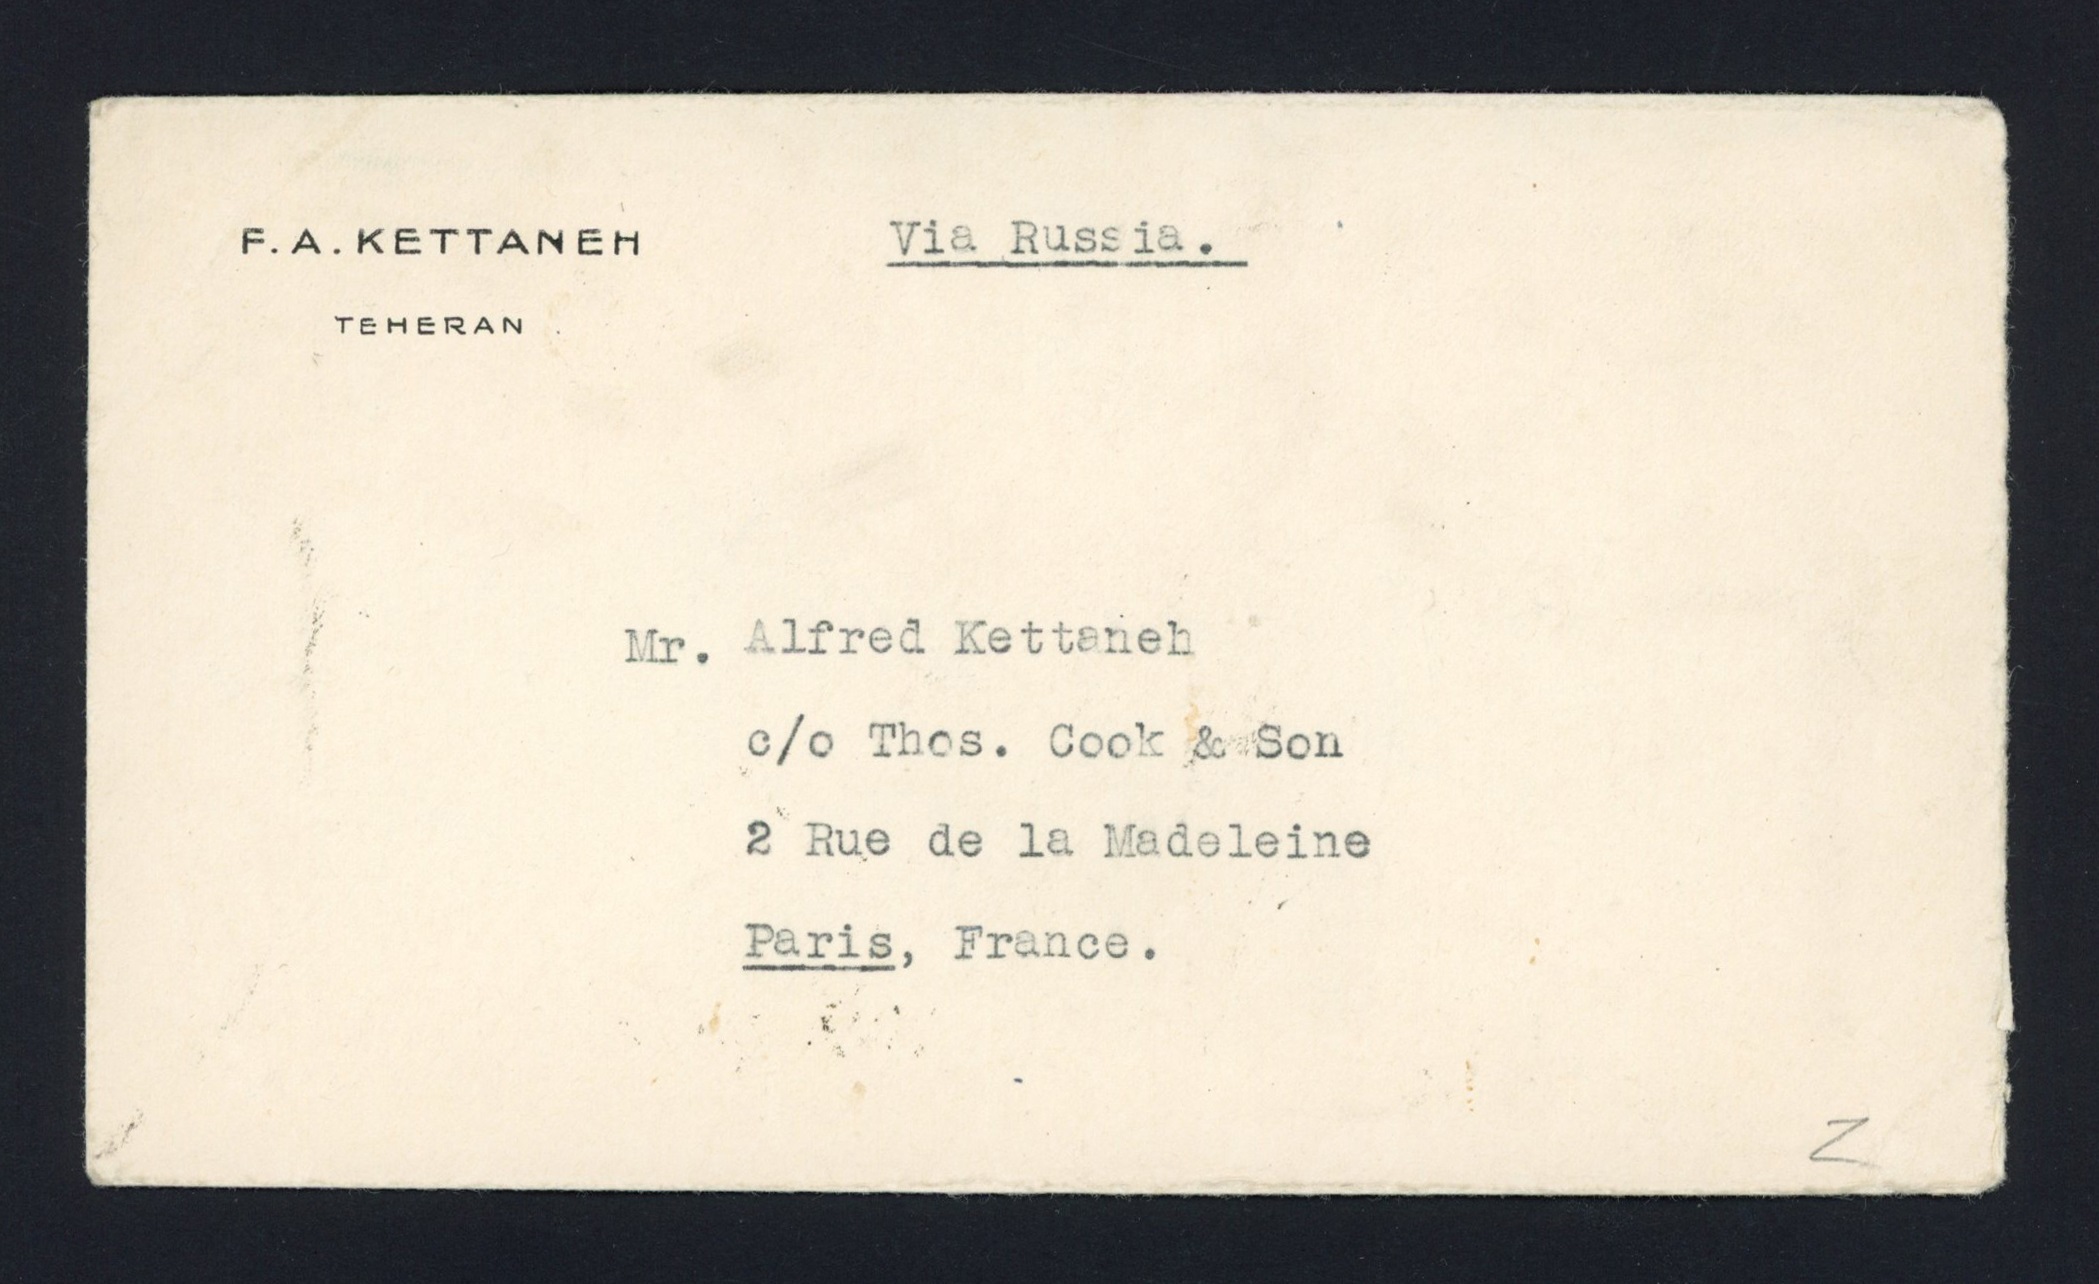 F. A. KETTANEH
TEHERAN
Via Russia.
Mr. Alfred Kettaneh
c/o Thos. Cook & Son
2 Rue de la Madeleine
Paris, France.
Z